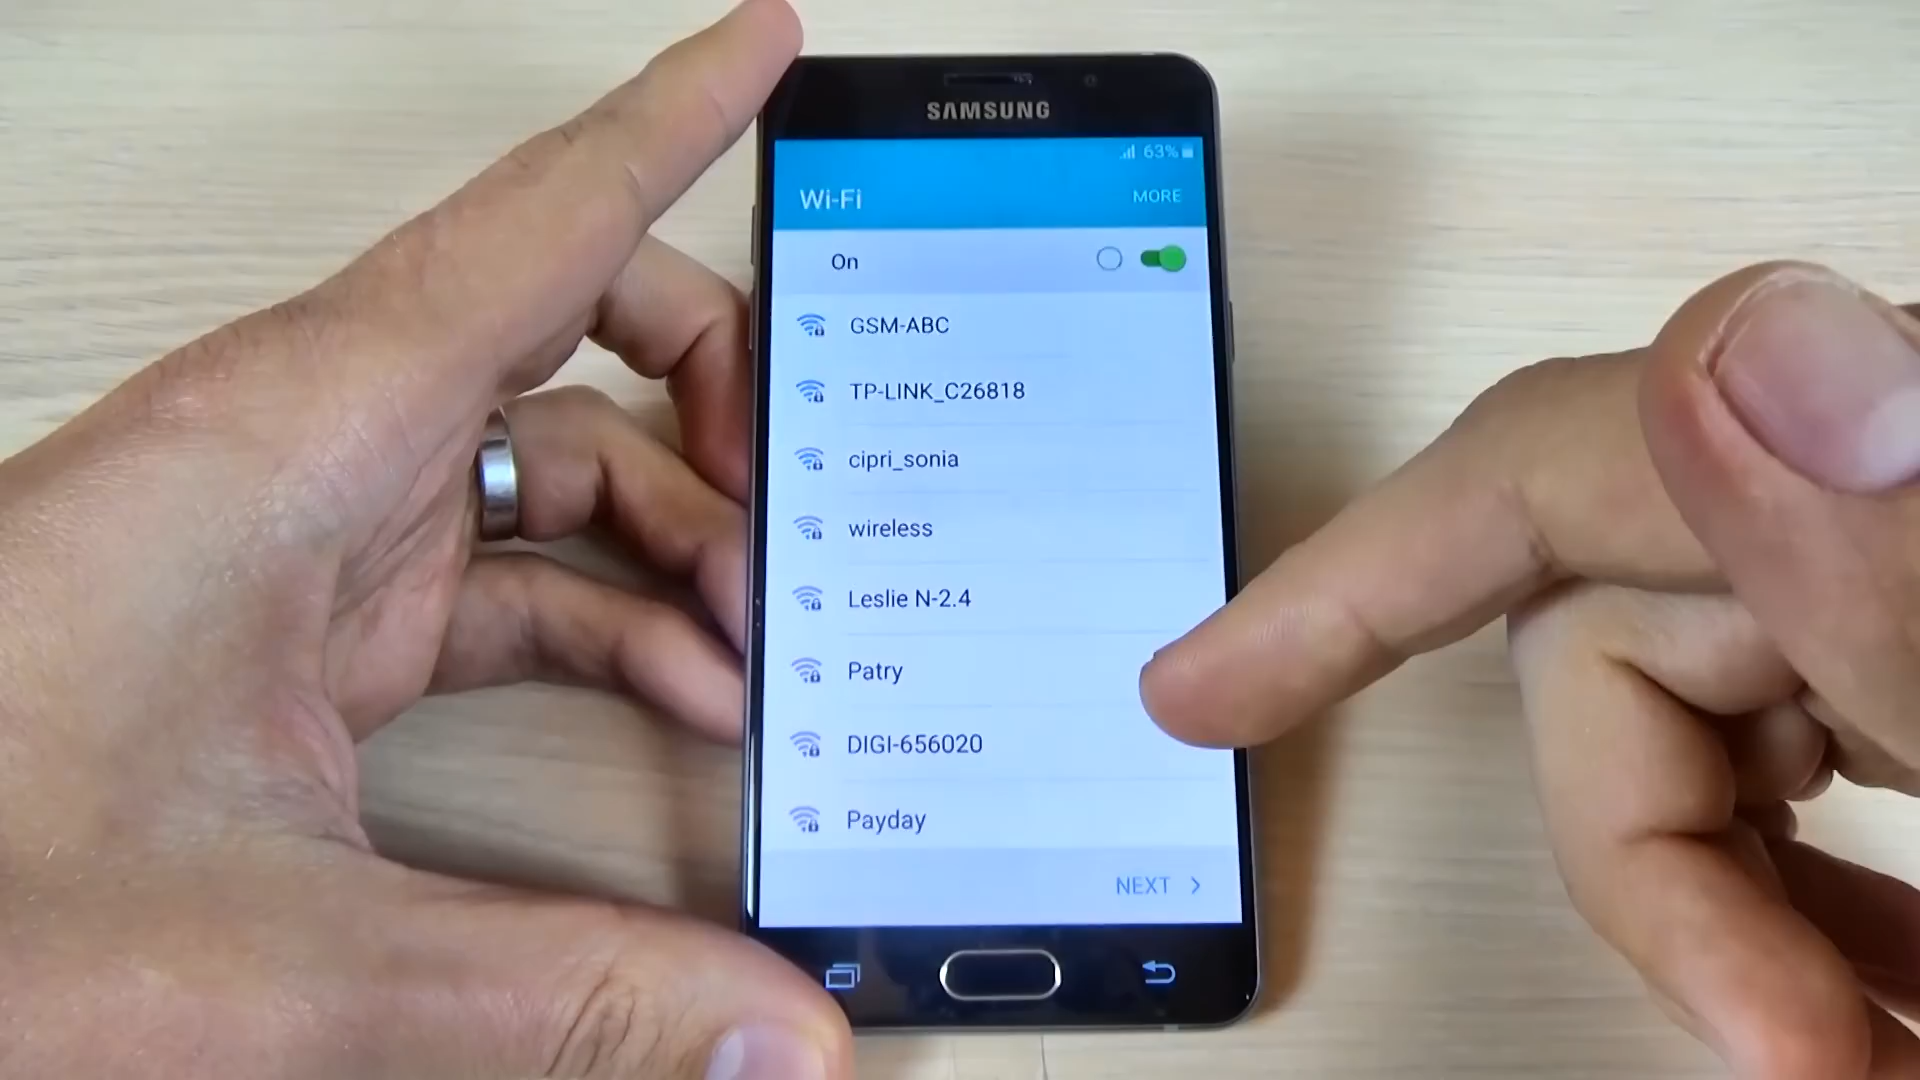 SAMSUNG
63%
Wi-Fi
MORE
On
GSM-ABC
TP-LINK_C26818
cipri_sonia
wireless
Leslie N-2.4
Patry
DIGI-656020
Payday
NEXT